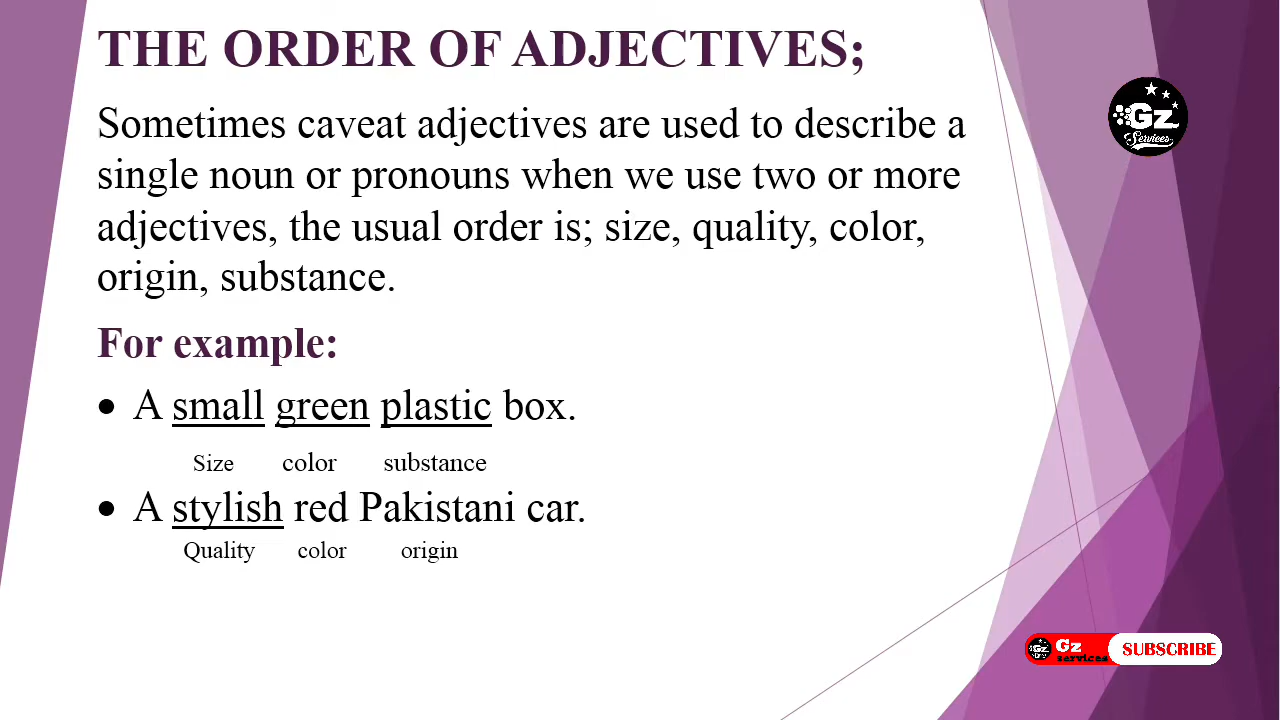 THE ORDER OF ADJECTIVES;
Gz
Services
Sometimes caveat adjectives are used to describe a
single noun or pronouns when we use two or more
adjectives, the usual order is; size, quality, color,
origin, substance.
For example:
• A small green plastic box.
Size color substance
• A stylish red Pakistani car.
Quality color origin
Gz
services
SUBSCRIBE